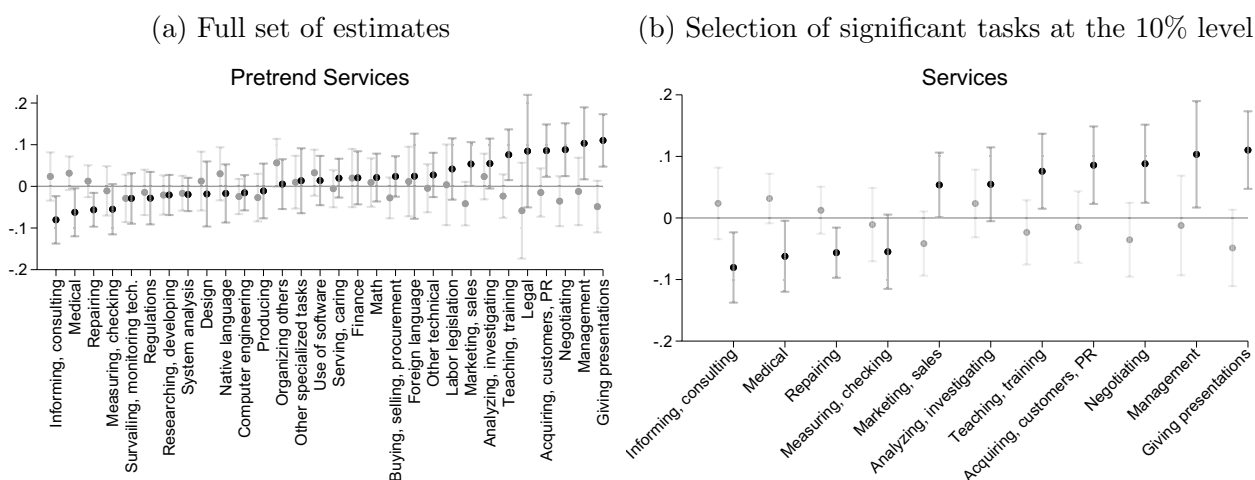 (a) Full set of estimates
Pretrend Services
.2
.1
0
-.1
-.2
Informing, consulting
Medical
Repairing
Measuring, checking
Survailing, monitoring tech.
Regulations
Researching, developing
System analysis
Design
Native language
Computer engineering
Producing
Organizing others
Other specialized tasks
Use of software
Serving, caring
Finance
Math
Buying, selling, procurement
Foreign language
Other technical
Labor legislation
Marketing, sales
Analyzing, investigating
Teaching, training
Legal
Acquiring, customers, PR
Negotiating
Management
Giving presentations
(b) Selection of significant tasks at the 10% level
Services
.2
.1
0
-.1
-.2
Informing, consulting
Medical
Repairing
Measuring, checking
Marketing, sales
Analyzing, investigating
Teaching, training
Acquiring, customers, PR
Negotiating
Management
Giving presentations